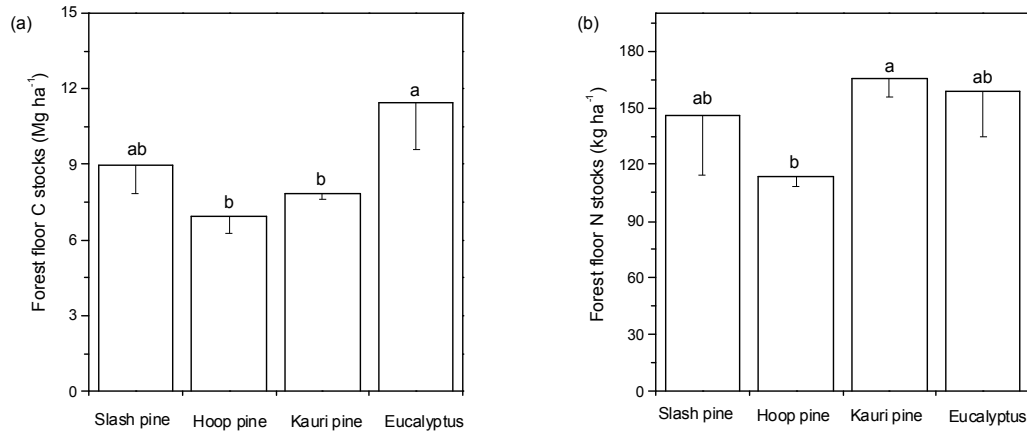 (a)
Forest floor C stocks (Mg ha⁻¹)
15
12
9
6
3
0
ab
b
b
a
Slash pine Hoop pine Kauri pine Eucalyptus
(b)
Forest floor N stocks (kg ha⁻¹)
180
150
120
90
60
30
0
ab
b
a
ab
Slash pine Hoop pine Kauri pine Eucalyptus